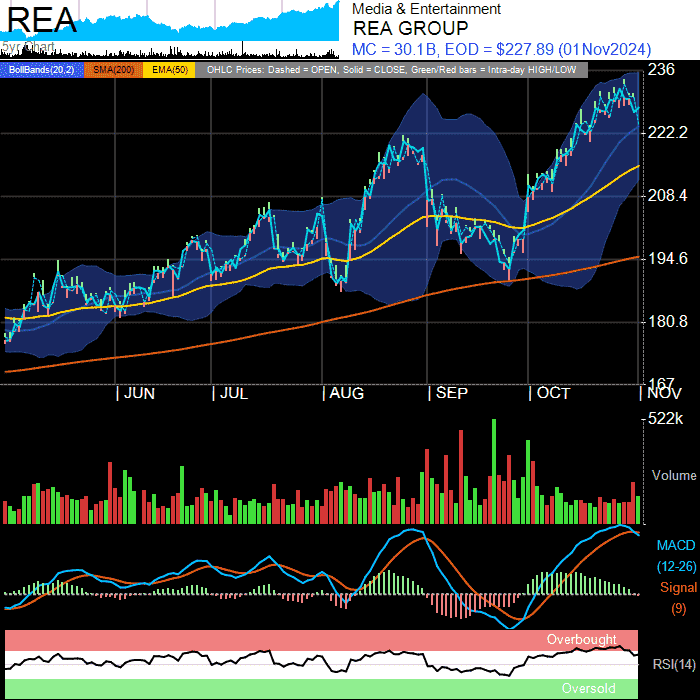 REA
5yr Chart
Media & Entertainment
REA GROUP
MC = 30.1B, EOD = $227.89 (01Nov2024)
BollBands(20,2) SMA(200) EMA(50) OHLC Prices: Dashed = OPEN, Solid = CLOSE, Green/Red bars = Intra-day HIGH/LOW
236
222.2
208.4
194.6
180.8
167
JUN JUL AUG SEP OCT NOV
522k
Volume
MACD
(12-26)
Signal
(9)
Overbought
RSI(14)
Oversold